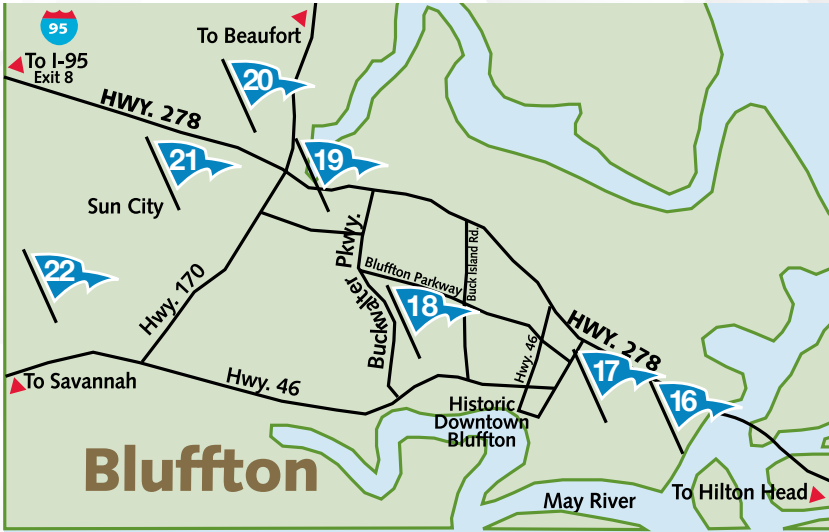 95
To I-95
Exit 8
To Beaufort
HWY. 278
20
21
19
Sun City
22
Hwy. 170
Buckwalter Pkwy.
Bluffton Parkway
Buck Island Rd.
18
HWY. 278
Hwy. 46
17
16
To Savannah
Hwy. 46
Historic
Downtown
Bluffton
Bluffton
May River
To Hilton Head